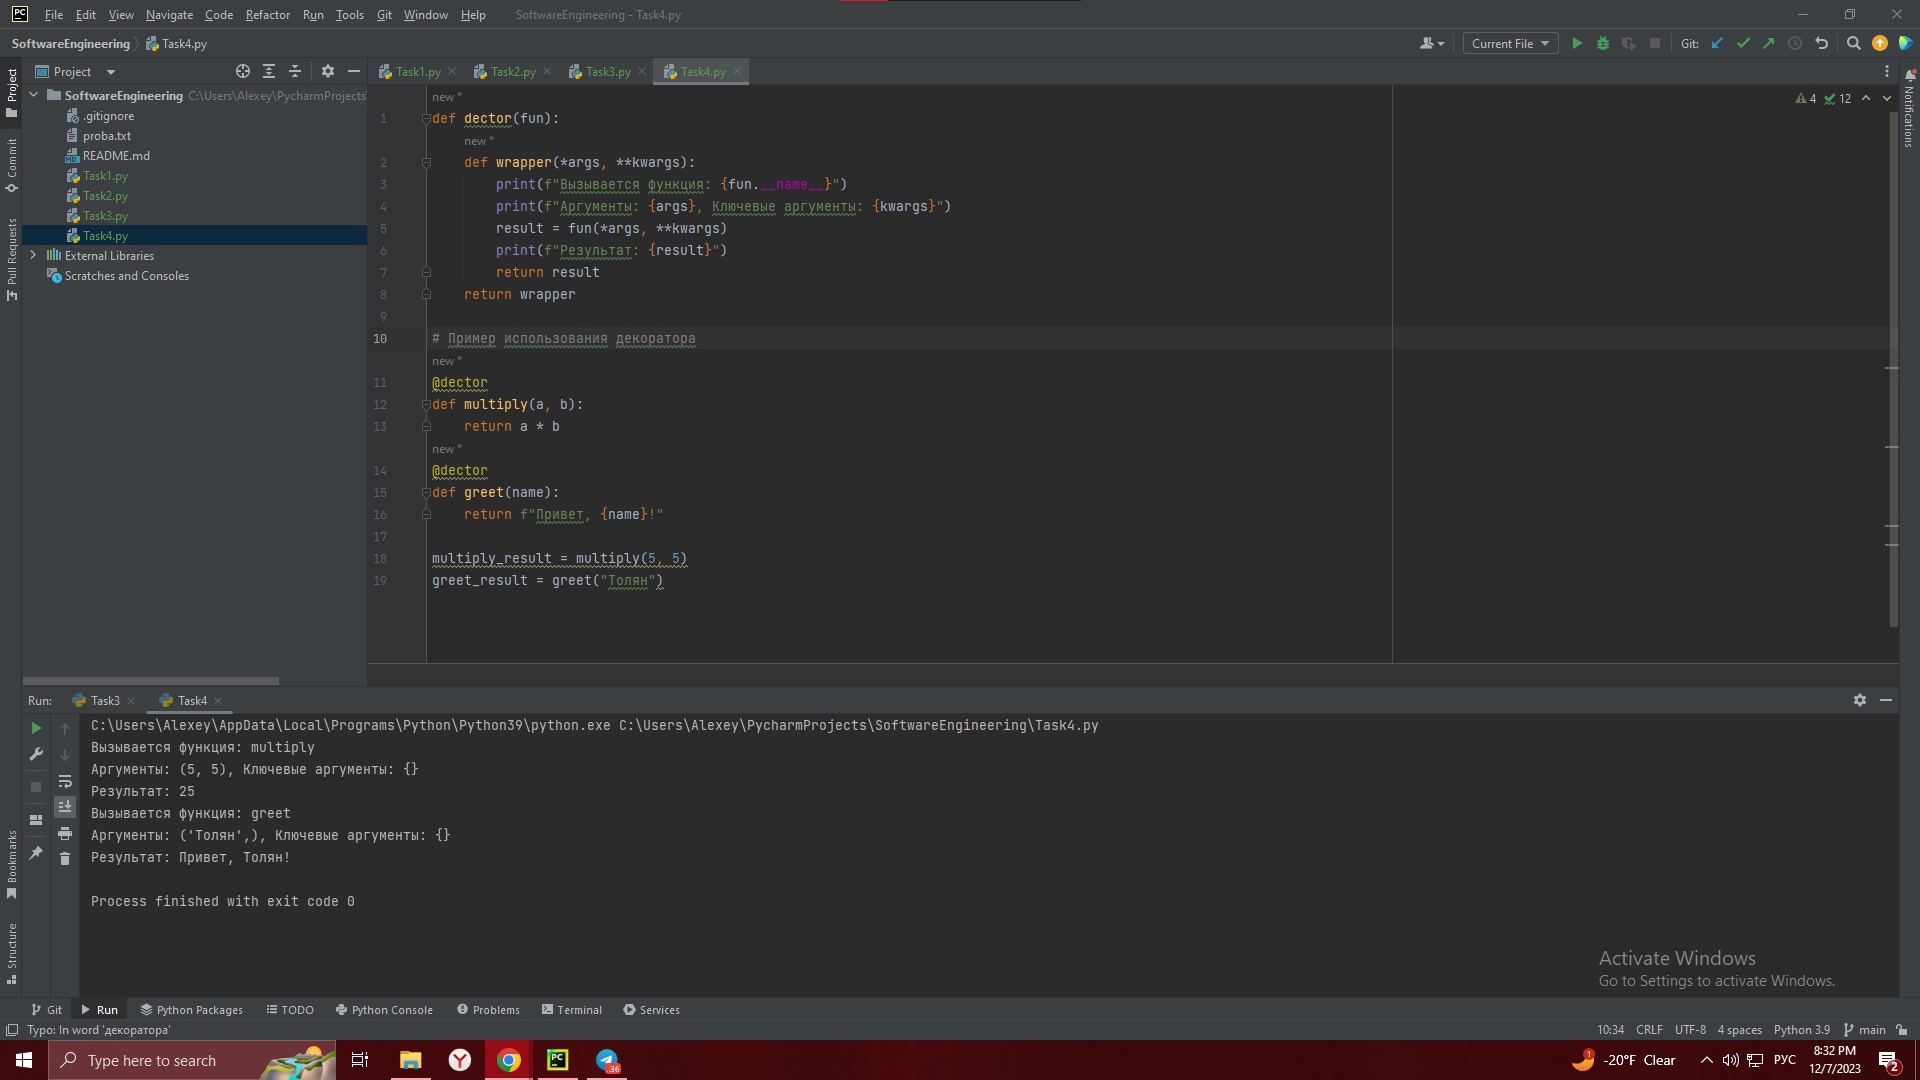 PC File Edit View Navigate Code Refactor Run Tools Git Window Help SoftwareEngineering - Task4.py
SoftwareEngineering Task4.py Current File Git:
Project
Task1.py Task2.py Task3.py Task4.py
SoftwareEngineering C:\Users\Alexey\PycharmProjects
.gitignore
proba.txt
README.md
Task1.py
Task2.py
Task3.py
Task4.py
External Libraries
Scratches and Consoles
Project
Commit
Pull Requests
Bookmarks
Structure
Notifications
4 12
new *
1 def dector(fun):
new *
2 def wrapper(*args, **kwargs):
3 print(f"Вызывается функция: {fun.__name__}")
4 print(f"Аргументы: {args}, Ключевые аргументы: {kwargs}")
5 result = fun(*args, **kwargs)
6 print(f"Результат: {result}")
7 return result
8 return wrapper
9
10 # Пример использования декоратора
new *
11 @dector
12 def multiply(a, b):
13 return a * b
new *
14 @dector
15 def greet(name):
16 return f"Привет, {name}!"
17
18 multiply_result = multiply(5, 5)
19 greet_result = greet("Толян")
Run: Task3 Task4
C:\Users\Alexey\AppData\Local\Programs\Python\Python39\python.exe C:\Users\Alexey\PycharmProjects\SoftwareEngineering\Task4.py
Вызывается функция: multiply
Аргументы: (5, 5), Ключевые аргументы: {}
Результат: 25
Вызывается функция: greet
Аргументы: ('Толян',), Ключевые аргументы: {}
Результат: Привет, Толян!
Process finished with exit code 0
Activate Windows
Go to Settings to activate Windows.
Git Run Python Packages TODO Python Console Problems Terminal Services
Typo: In word 'декоратора' 10:34 CRLF UTF-8 4 spaces Python 3.9 main
Type here to search PC 36 1 -20°F Clear РУС 8:32 PM 2
12/7/2023